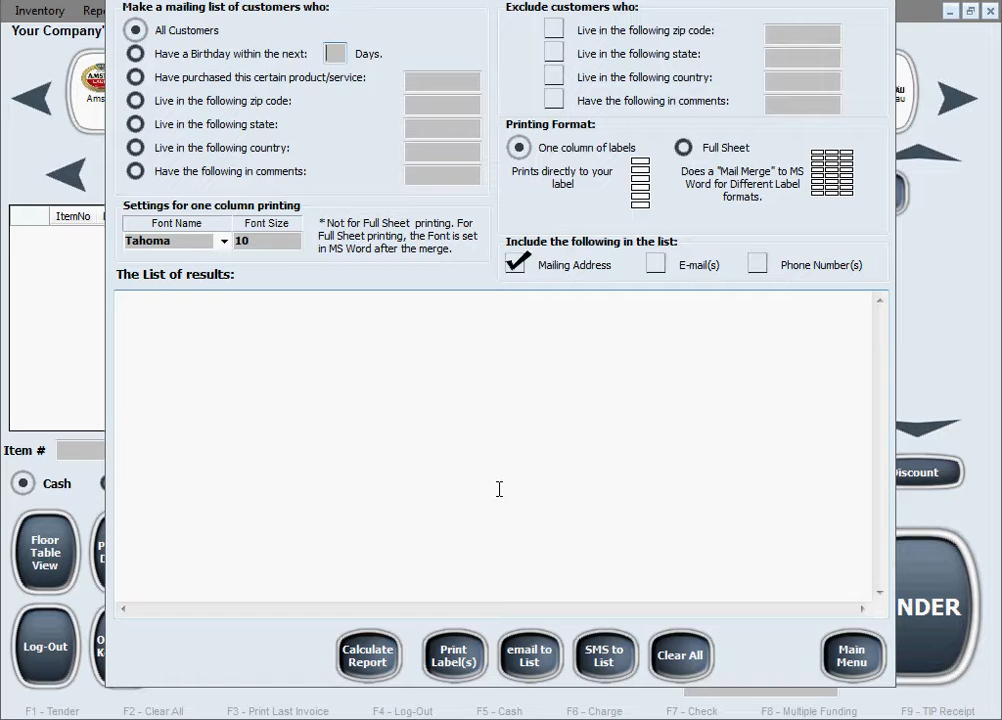 Inventory
Your Company'
Make a mailing list of customers who:
All Customers
Have a Birthday within the next: Days.
Have purchased this certain product/service:
Live in the following zip code:
Live in the following state:
Live in the following country:
Have the following in comments:
Exclude customers who:
Live in the following zip code:
Live in the following state:
Live in the following country:
Have the following in comments:
Printing Format:
One column of labels
Prints directly to your
label
Full Sheet
Does a "Mail Merge" to MS
Word for Different Label
formats.
Settings for one column printing
Font Name Font Size
Tahoma 10
* Not for Full Sheet printing. For
Full Sheet printing, the Font is set
in MS Word after the merge.
Include the following in the list:
Mailing Address E-mail(s) Phone Number(s)
The List of results:
ItemNo
Item #
Cash
Floor
Table
View
Log-Out
Calculate
Report
Print
Label(s)
email to
List
SMS to
List
Clear All
Main
Menu
F1 - Tender F2 - Clear All F3 - Print Last Invoice F4 - Log-Out F5 - Cash F6 - Charge F7 - Check F8 - Multiple Funding F9 - TIP Receipt